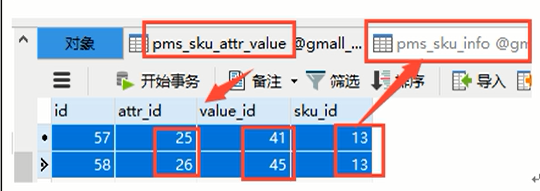 对象 pms_sku_attr_value @gmall_... pms_sku_info @gm
开始事务 备注 筛选 排序 导入
id attr_id value_id sku_id
57 25 41 13
58 26 45 13